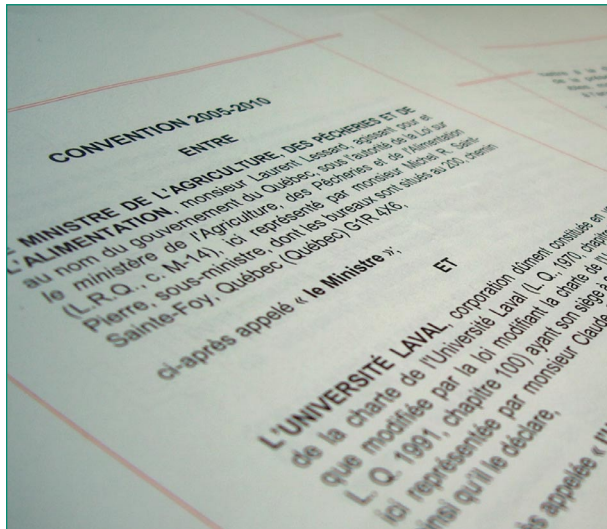 CONVENTION 2005-2010
ENTRE
MINISTRE DE L'AGRICULTURE, DES PÊCHERIES ET DE
L'ALIMENTATION, monsieur Laurent Lessard, agissant pour et
au nom du gouvernement du Québec, sous l'autorité de la Loi sur
le ministère de l'Agriculture, des Pêcheries et de l'Alimentation
(L.R.Q., c. M-14), ici représenté par monsieur Michel R. Saint-
Pierre, sous-ministre, dont les bureaux sont situés au 200, chemin
Sainte-Foy, Québec (Québec) G1R 4X6,
ci-après appelé « le Ministre »;
ET
L'UNIVERSITÉ LAVAL, corporation dûment constituée en
de la charte de l'Université Laval (L. Q., 1970, chapitre
que modifiée par la loi modifiant la charte de
L. Q. 1991, chapitre 100) ayant son siège à
ici représentée par monsieur Claude
qu'il le déclare,
appelée «